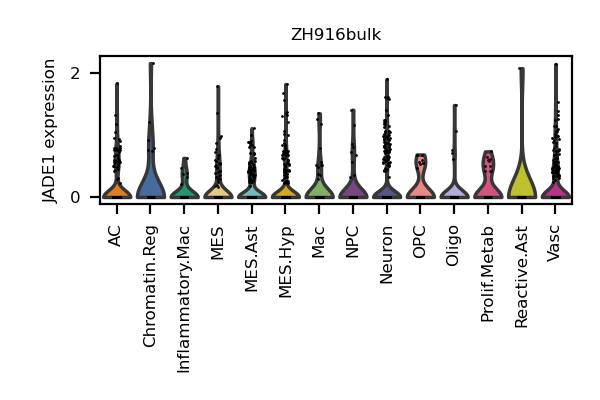 ZH916bulk
JADE1 expression
2
0
AC
Chromatin.Reg
Inflammatory.Mac
MES
MES.Ast
MES.Hyp
Mac
NPC
Neuron
OPC
Oligo
Prolif.Metab
Reactive.Ast
Vasc